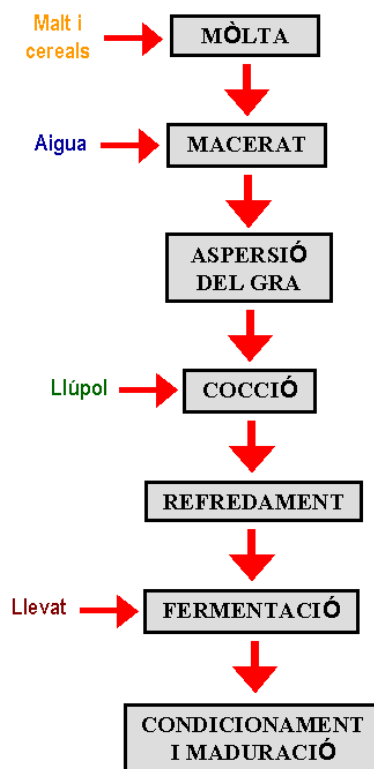 Malt i
cereals
MÒLTA
Aigua
MACERAT
ASPERSIÓ
DEL GRA
Llúpol
COCCIÓ
REFREDAMENT
Llevat
FERMENTACIÓ
CONDICIONAMENT
I MADURACIÓ